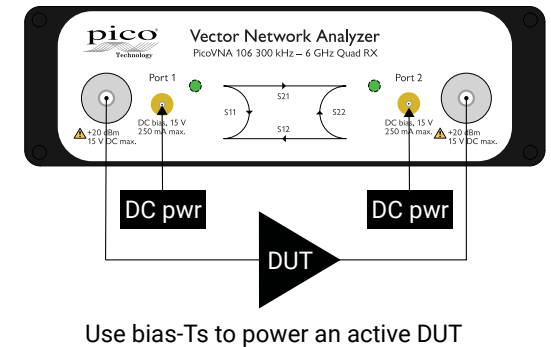 pico
Technology
Vector Network Analyzer
PicoVNA 106 300 kHz – 6 GHz Quad RX
Port 1
Port 2
S21
S11
S22
S12
+20 dBm
15 V DC max.
DC bias, 15 V
250 mA max.
DC bias, 15 V
250 mA max.
+20 dBm
15 V DC max.
DC pwr
DC pwr
DUT
Use bias-Ts to power an active DUT